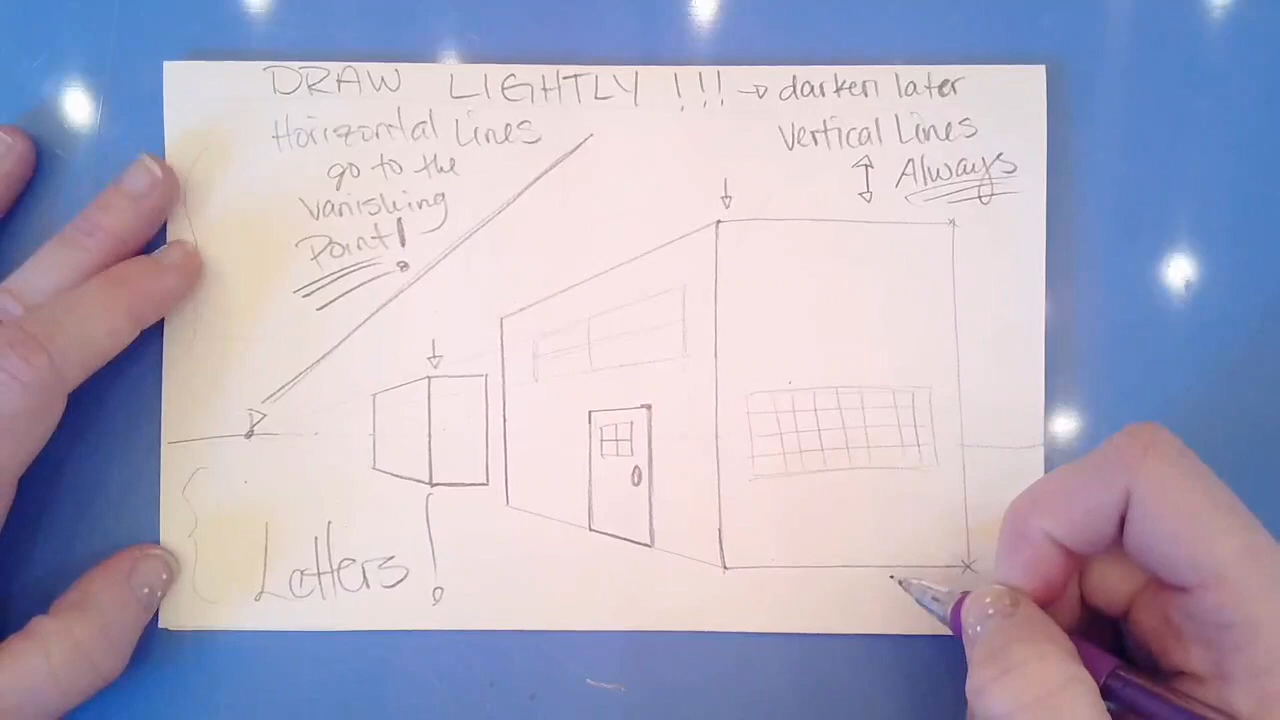 DRAW LIGHTLY !!! → darken later
Horizontal Lines
go to the
vanishing
Point!
Vertical Lines
↕ Always
Letters!